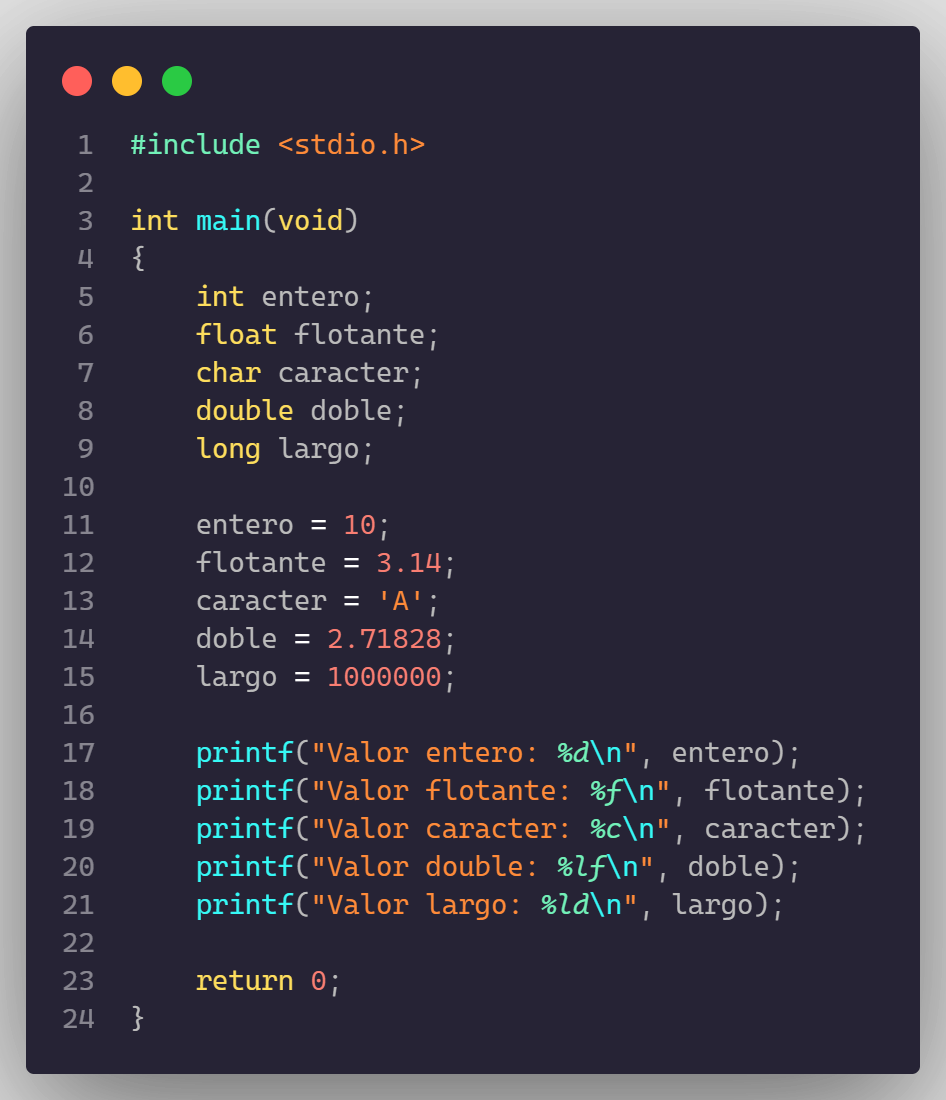 1 #include <stdio.h>
2
3 int main(void)
4 {
5     int entero;
6     float flotante;
7     char caracter;
8     double doble;
9     long largo;
10
11     entero = 10;
12     flotante = 3.14;
13     caracter = 'A';
14     doble = 2.71828;
15     largo = 1000000;
16
17     printf("Valor entero: %d\n", entero);
18     printf("Valor flotante: %f\n", flotante);
19     printf("Valor caracter: %c\n", caracter);
20     printf("Valor double: %lf\n", doble);
21     printf("Valor largo: %ld\n", largo);
22
23     return 0;
24 }